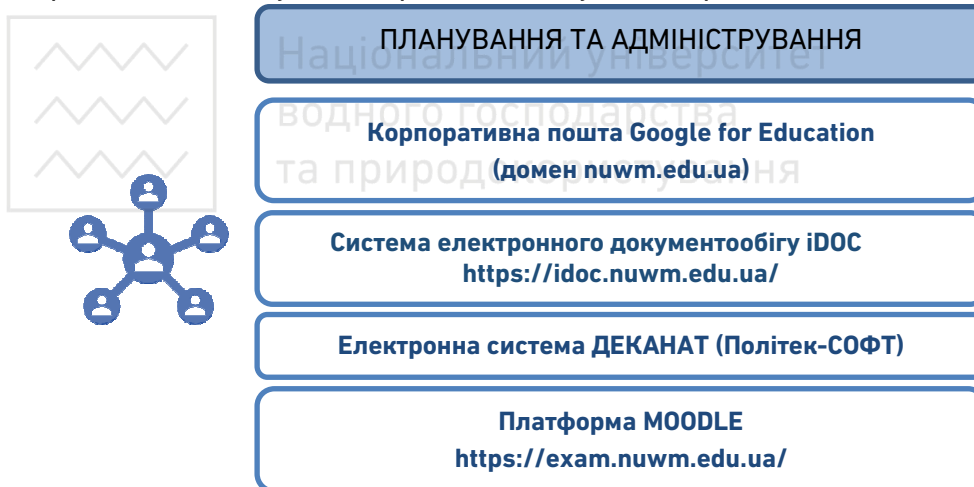 ПЛАНУВАННЯ ТА АДМІНІСТРУВАННЯ
Національний університет
водного господарства
та природокористування
Корпоративна пошта Google for Education
(домен nuwm.edu.ua)
Система електронного документообігу iDOC
https://idoc.nuwm.edu.ua/
Електронна система ДЕКАНАТ (Політек-СОФТ)
Платформа MOODLE
https://exam.nuwm.edu.ua/